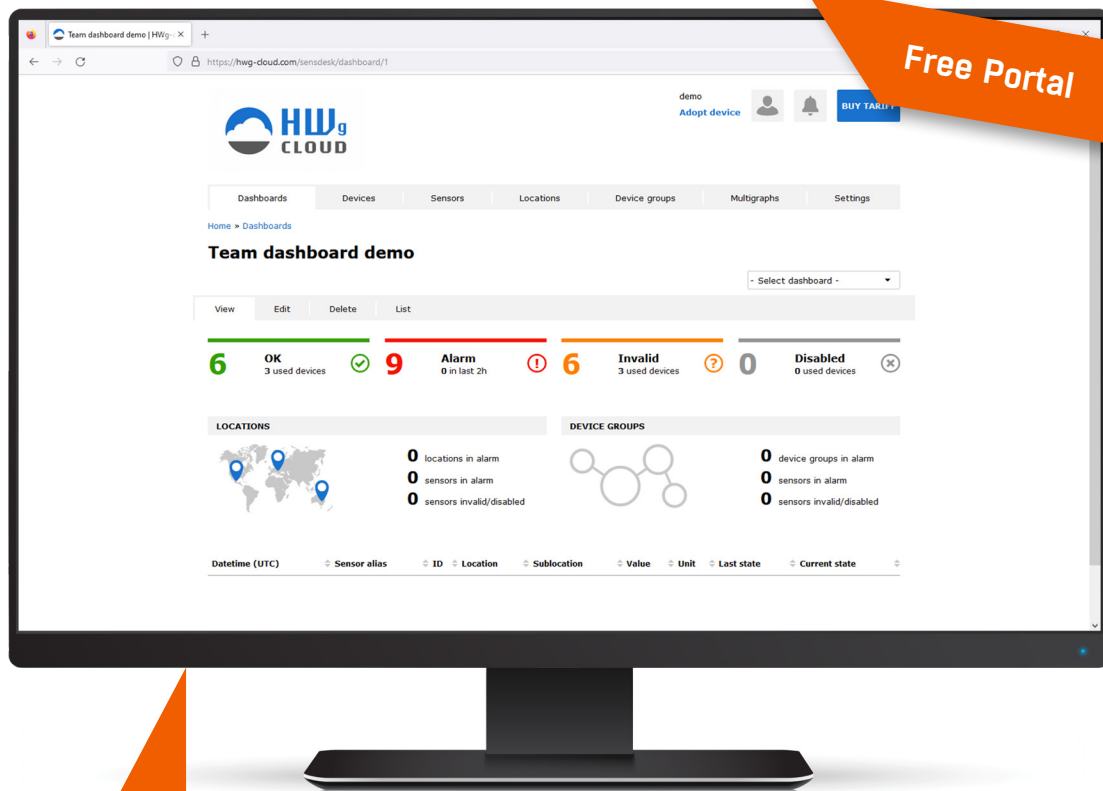 Free Portal
Team dashboard demo | HWg-
https://hwg-cloud.com/sensdesk/dashboard/1
HWg
CLOUD
demo
Adopt device
BUY
Dashboards Devices Sensors Locations Device groups Multigraphs Settings
Home » Dashboards
Team dashboard demo
- Select dashboard -
View Edit Delete List
6 OK 9 Alarm 6 Invalid 0 Disabled
3 used devices 0 in last 2h 3 used devices 0 used devices
LOCATIONS DEVICE GROUPS
0 locations in alarm 0 device groups in alarm
0 sensors in alarm 0 sensors in alarm
0 sensors invalid/disabled 0 sensors invalid/disabled
Datetime (UTC) Sensor alias ID Location Sublocation Value Unit Last state Current state